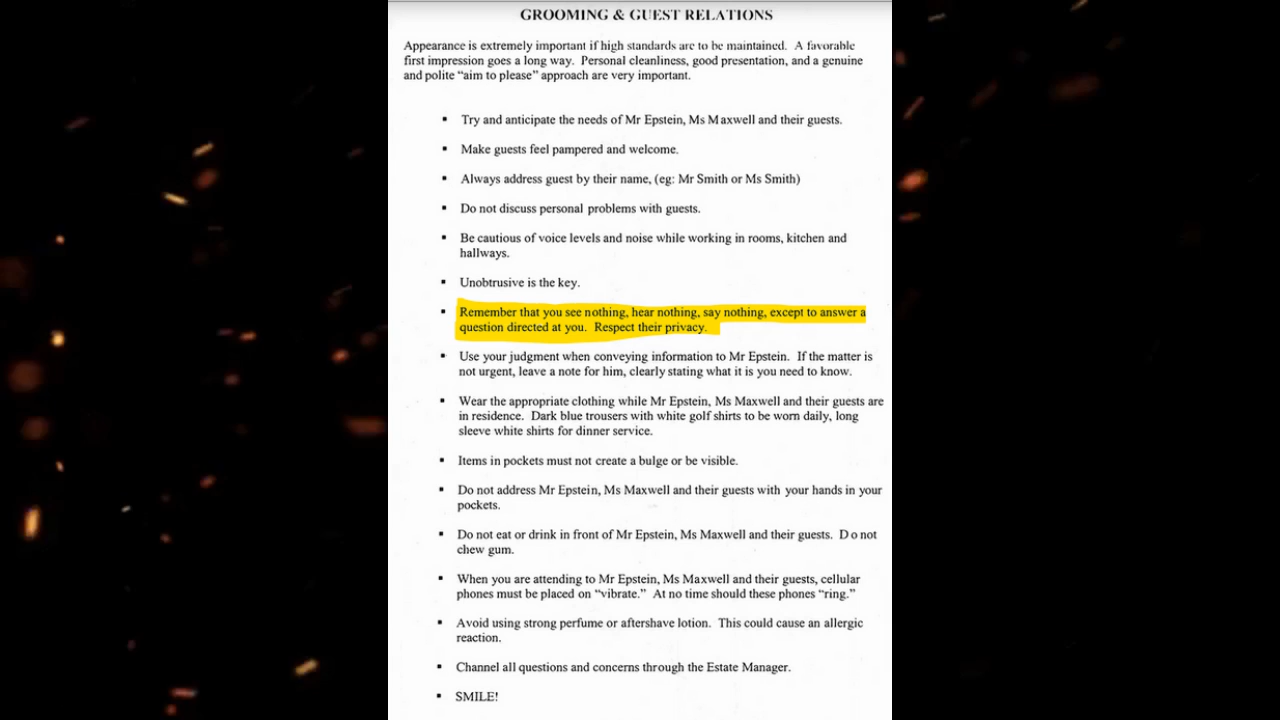 GROOMING & GUEST RELATIONS
Appearance is extremely important if high standards are to be maintained. A favorable
first impression goes a long way. Personal cleanliness, good presentation, and a genuine
and polite “aim to please” approach are very important.
▪ Try and anticipate the needs of Mr Epstein, Ms Maxwell and their guests.
▪ Make guests feel pampered and welcome.
▪ Always address guest by their name, (eg: Mr Smith or Ms Smith)
▪ Do not discuss personal problems with guests.
▪ Be cautious of voice levels and noise while working in rooms, kitchen and
hallways.
▪ Unobtrusive is the key.
▪ Remember that you see nothing, hear nothing, say nothing, except to answer a
question directed at you. Respect their privacy.
▪ Use your judgment when conveying information to Mr Epstein. If the matter is
not urgent, leave a note for him, clearly stating what it is you need to know.
▪ Wear the appropriate clothing while Mr Epstein, Ms Maxwell and their guests are
in residence. Dark blue trousers with white golf shirts to be worn daily, long
sleeve white shirts for dinner service.
▪ Items in pockets must not create a bulge or be visible.
▪ Do not address Mr Epstein, Ms Maxwell and their guests with your hands in your
pockets.
▪ Do not eat or drink in front of Mr Epstein, Ms Maxwell and their guests. Do not
chew gum.
▪ When you are attending to Mr Epstein, Ms Maxwell and their guests, cellular
phones must be placed on “vibrate.” At no time should these phones “ring.”
▪ Avoid using strong perfume or aftershave lotion. This could cause an allergic
reaction.
▪ Channel all questions and concerns through the Estate Manager.
▪ SMILE!